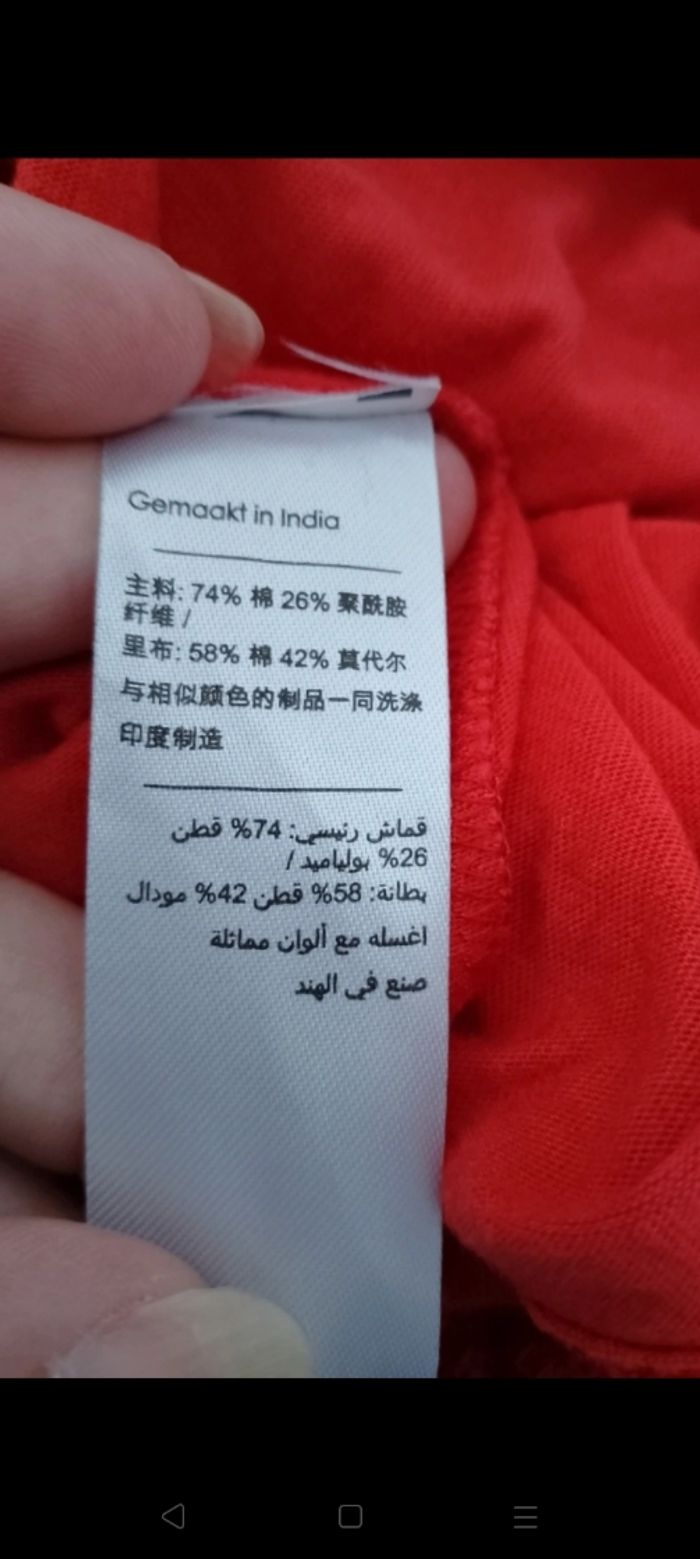 Gemaakt in India
主料: 74% 棉 26% 聚酰胺
纤维 /
里布: 58% 棉 42% 莫代尔
与相似颜色的制品一同洗涤
印度制造
قماش رئيسي: 74% قطن
26% بولياميد /
بطانة: 58% قطن 42% مودال
اغسله مع ألوان مماثلة
صنع في الهند